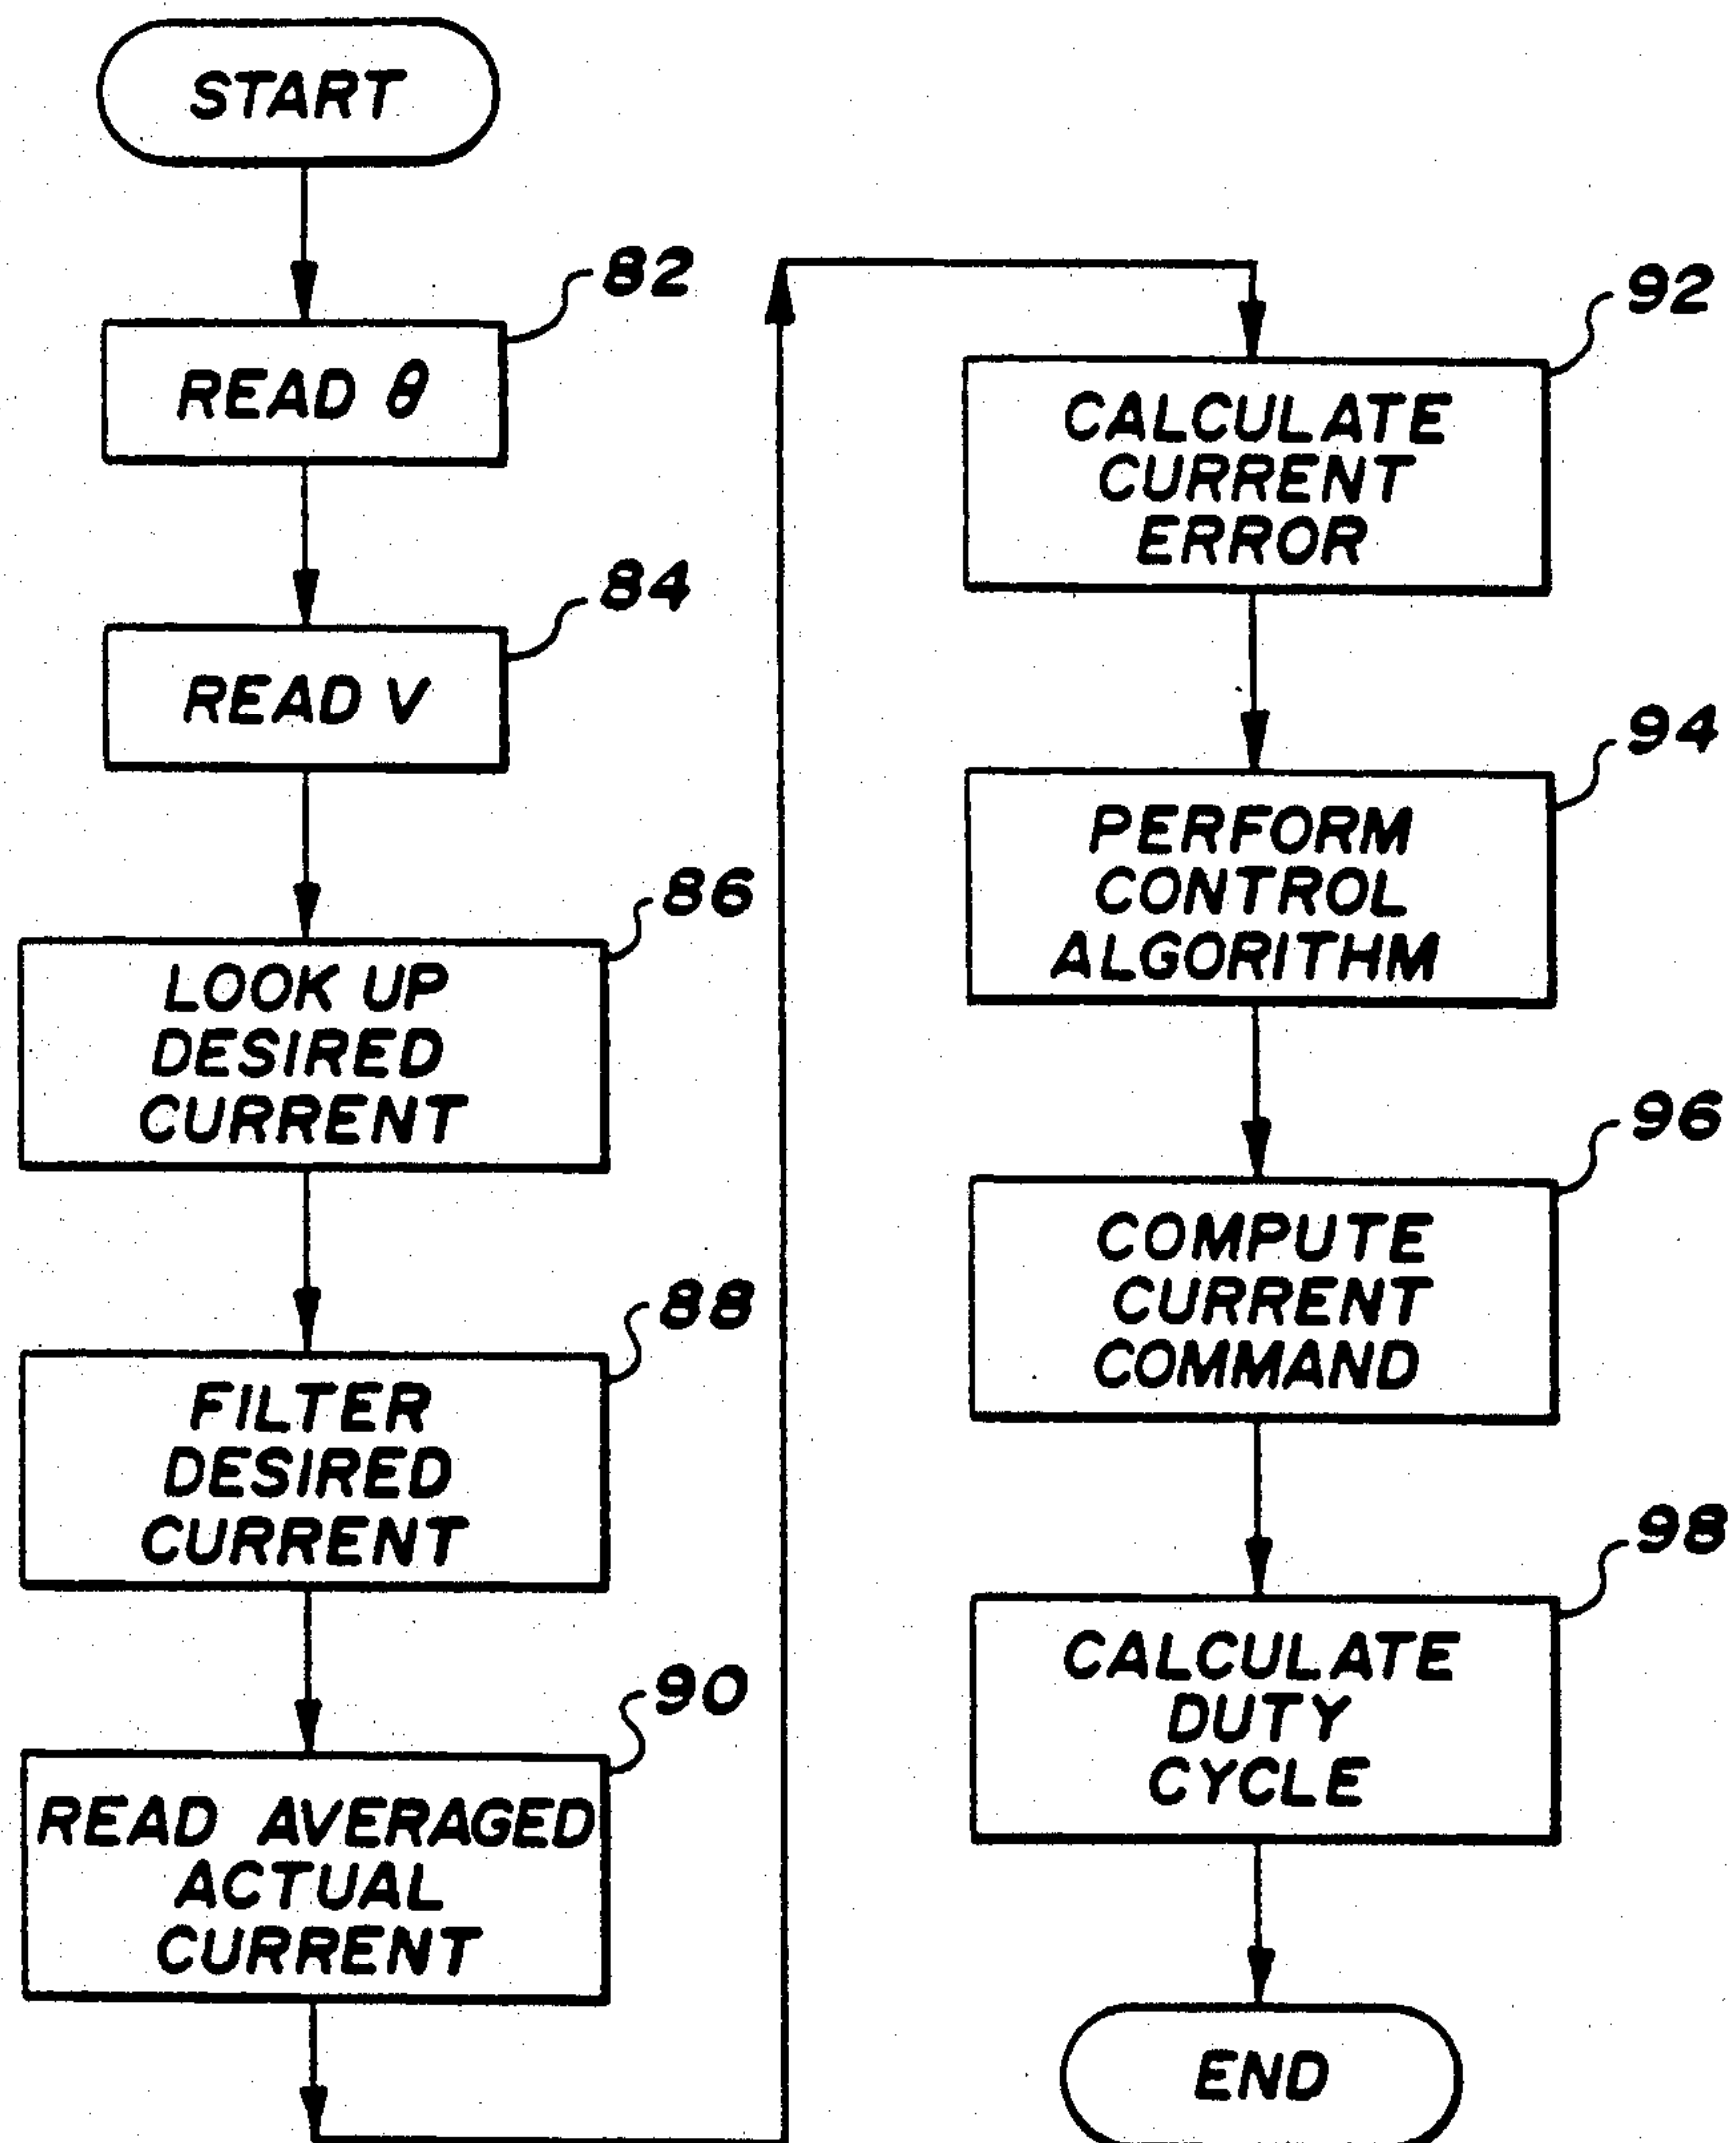 START
82
READ θ
84
READ V
86
LOOK UP
DESIRED
CURRENT
88
FILTER
DESIRED
CURRENT
90
READ AVERAGED
ACTUAL
CURRENT
92
CALCULATE
CURRENT
ERROR
94
PERFORM
CONTROL
ALGORITHM
96
COMPUTE
CURRENT
COMMAND
98
CALCULATE
DUTY
CYCLE
END